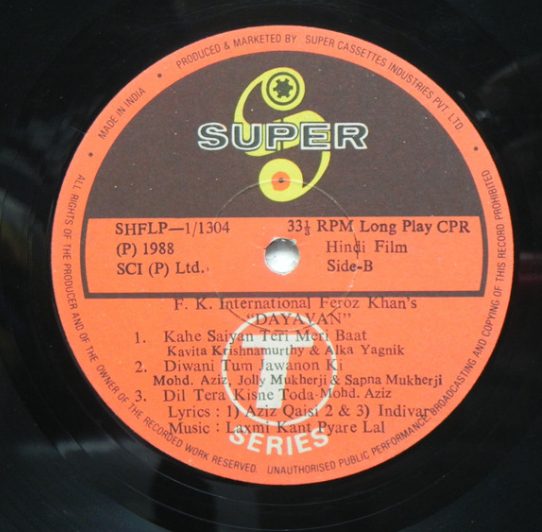 ALL RIGHTS OF THE PRODUCER AND OF THE OWNER OF THE RECORDED WORK RESERVED. UNAUTHORISED PUBLIC PERFORMANCE BROADCASTING AND COPYING OF THIS RECORD PROHIBITED
MADE IN INDIA • PRODUCED & MARKETED BY SUPER CASSETTES INDUSTRIES PVT. LTD.
SUPER
SHFLP—1/1304 33⅓ RPM Long Play CPR
(P) 1988 Hindi Film
SCI (P) Ltd. Side-B
F. K. International Feroz Khan's
"DAYAVAN"
1. Kahe Saiyan Teri Meri Baat
Kavita Krishnamurthy & Alka Yagnik
2. Diwani Tum Jawanon Ki
Mohd. Aziz, Jolly Mukherji & Sapna Mukherji
3. Dil Tera Kisne Toda-Mohd. Aziz
Lyrics : 1) Aziz Qaisi 2 & 3) Indivar
Music : Laxmi Kant Pyare Lal
T
SERIES